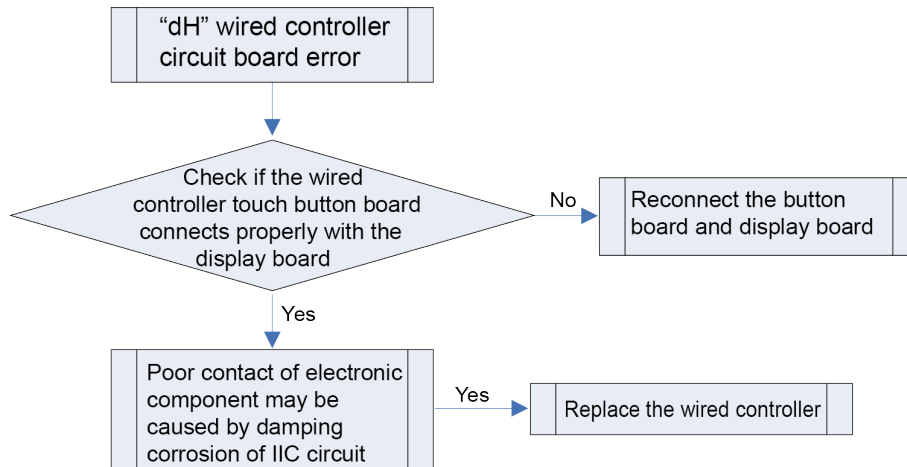 “dH” wired controller
circuit board error
Check if the wired
controller touch button board
connects properly with the
display board
No
Reconnect the button
board and display board
Yes
Poor contact of electronic
component may be
caused by damping
corrosion of IIC circuit
Yes
Replace the wired controller